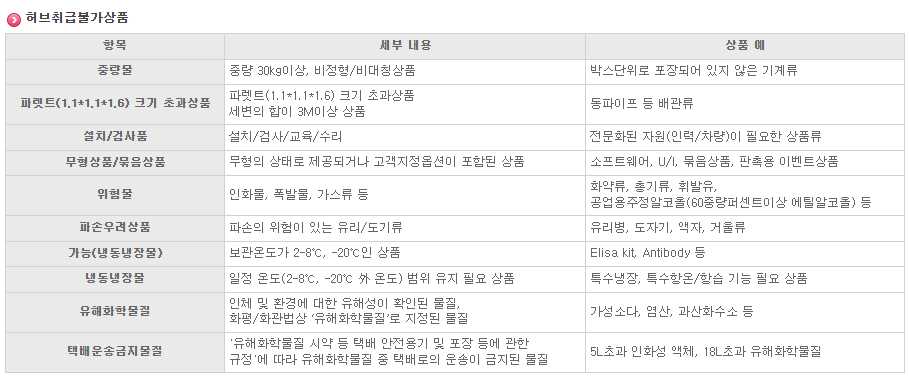 허브취급불가상품
항목 세부 내용 상품 예
중량물 중량 30kg이상, 비정형/비대칭상품 박스단위로 포장되어 있지 않은 기계류
파렛트(1.1*1.1*1.6) 크기 초과상품 파렛트(1.1*1.1*1.6) 크기 초과상품
세변의 합이 3M이상 상품 동파이프 등 배관류
설치/검사품 설치/검사/교육/수리 전문화된 자원(인력/차량)이 필요한 상품류
무형상품/묶음상품 무형의 상태로 제공되거나 고객지정옵션이 포함된 상품 소프트웨어, U/I, 묶음상품, 판촉용 이벤트상품
위험물 인화물, 폭발물, 가스류 등 화약류, 총기류, 휘발유,
공업용주정알코올(60중량퍼센트이상 에틸알코올) 등
파손우려상품 파손의 위험이 있는 유리/도기류 유리병, 도자기, 액자, 거울류
가능(냉동냉장물) 보관온도가 2-8℃, -20℃인 상품 Elisa kit, Antibody 등
냉동냉장물 일정 온도(2-8℃, -20℃ 外 온도) 범위 유지 필요 상품 특수냉장, 특수항온/항습 기능 필요 상품
유해화학물질 인체 및 환경에 대한 유해성이 확인된 물질,
화평/화관법상 '유해화학물질'로 지정된 물질 가성소다, 염산, 과산화수소 등
택배운송금지물질 '유해화학물질 시약 등 택배 안전용기 및 포장 등에 관한
규정'에 따라 유해화학물질 중 택배로의 운송이 금지된 물질 5L초과 인화성 액체, 18L초과 유해화학물질